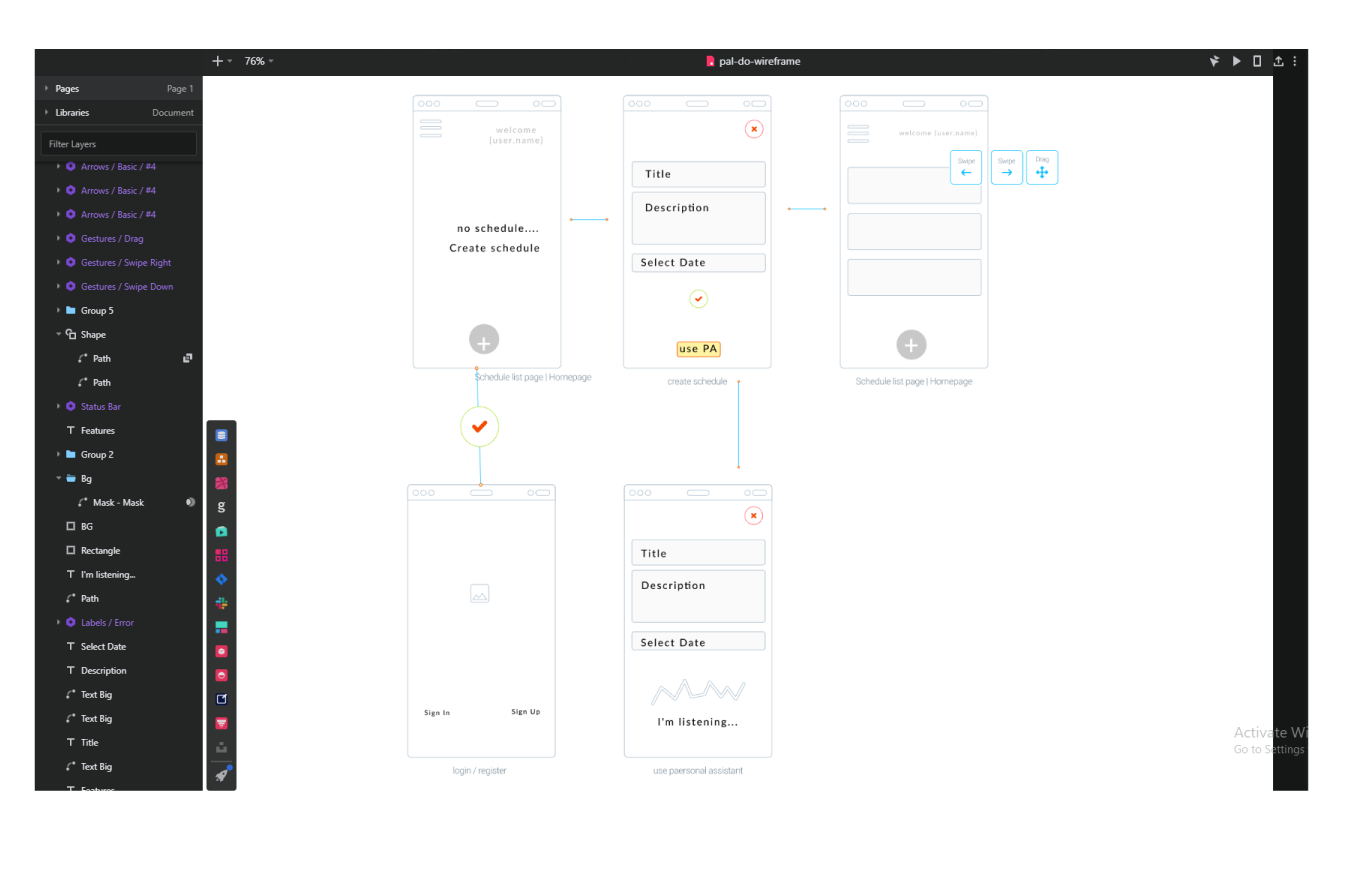 76%
pal-do-wireframe
Pages Page 1
Libraries Document
Filter Layers
Arrows / Basic / #4
Arrows / Basic / #4
Arrows / Basic / #4
Gestures / Drag
Gestures / Swipe Right
Gestures / Swipe Down
Group 5
Shape
Path
Path
Status Bar
Features
Group 2
Bg
Mask - Mask
BG
Rectangle
I'm listening...
Path
Labels / Error
Select Date
Description
Text Big
Text Big
Title
Text Big
Features
g
welcome
{user.name}
no schedule....
Create schedule
Schedule list page | Homepage
Title
Description
Select Date
use PA
create schedule
welcome {user.name}
Swipe
Swipe
Drag
Schedule list page | Homepage
Sign In
Sign Up
login / register
Title
Description
Select Date
I'm listening...
use paersonal assistant
Activate Wi
Go to Settings